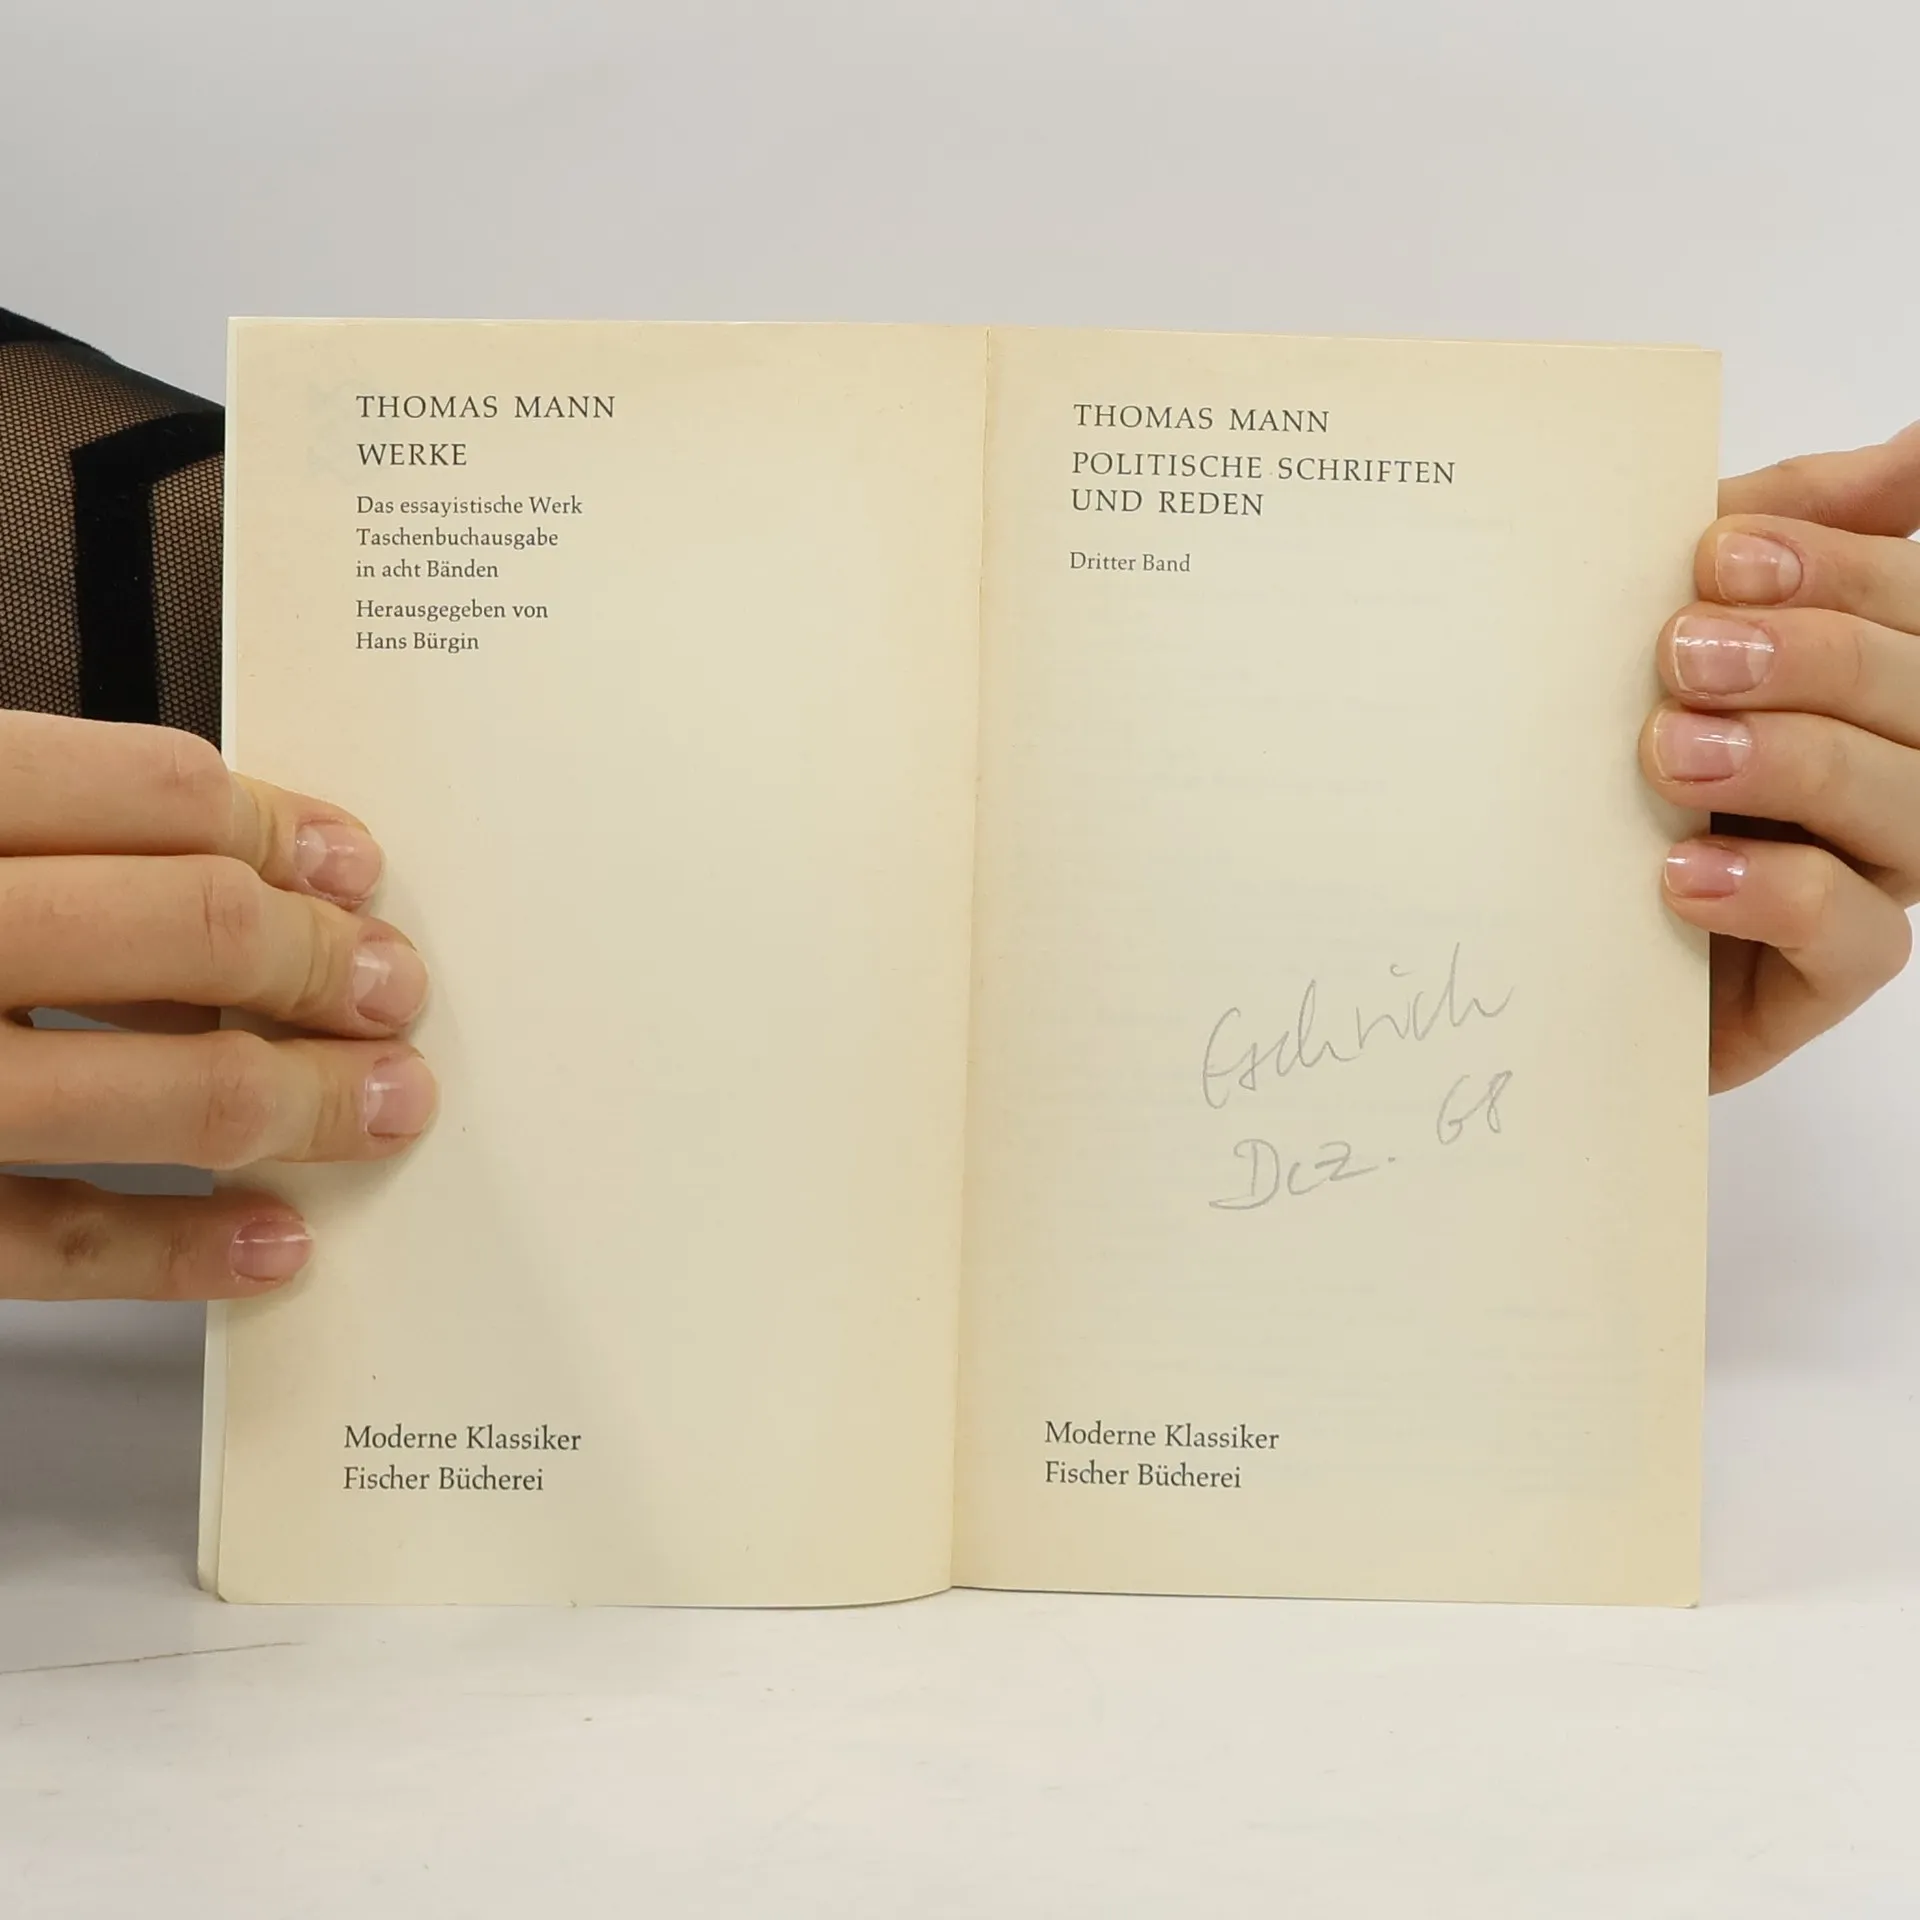 THOMAS MANN
WERKE
Das essayistische Werk
Taschenbuchausgabe
in acht Bänden
Herausgegeben von
Hans Bürgin
Moderne Klassiker
Fischer Bücherei
THOMAS MANN
POLITISCHE SCHRIFTEN
UND REDEN
Dritter Band
Dez. 68
Moderne Klassiker
Fischer Bücherei